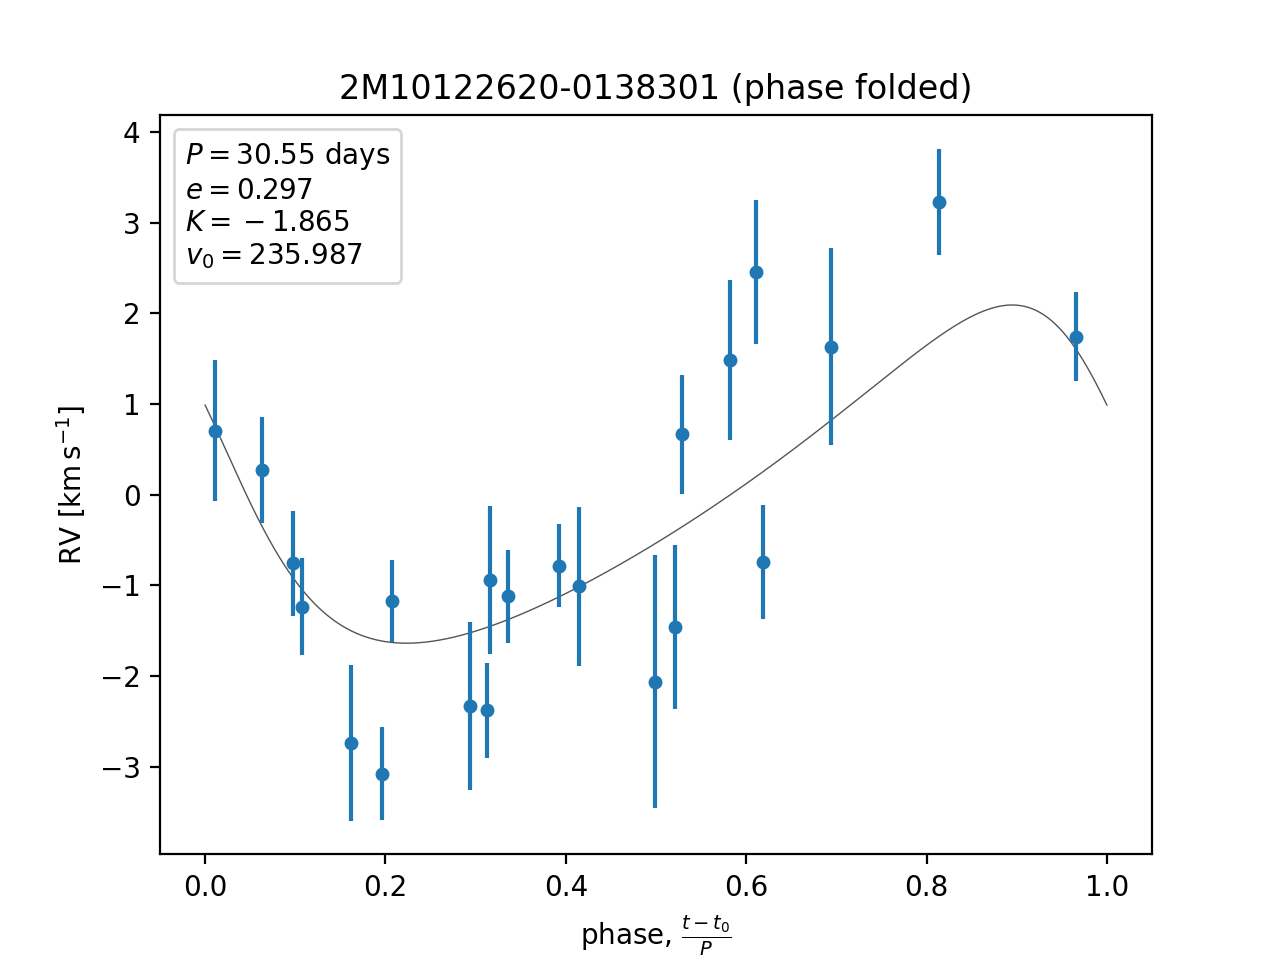 2M10122620-0138301 (phase folded)
P = 30.55 days
e = 0.297
K = −1.865
v₀ = 235.987
4
3
2
1
0
−1
−2
−3
RV [km s⁻¹]
0.0 0.2 0.4 0.6 0.8 1.0
phase, (t − t₀)/P